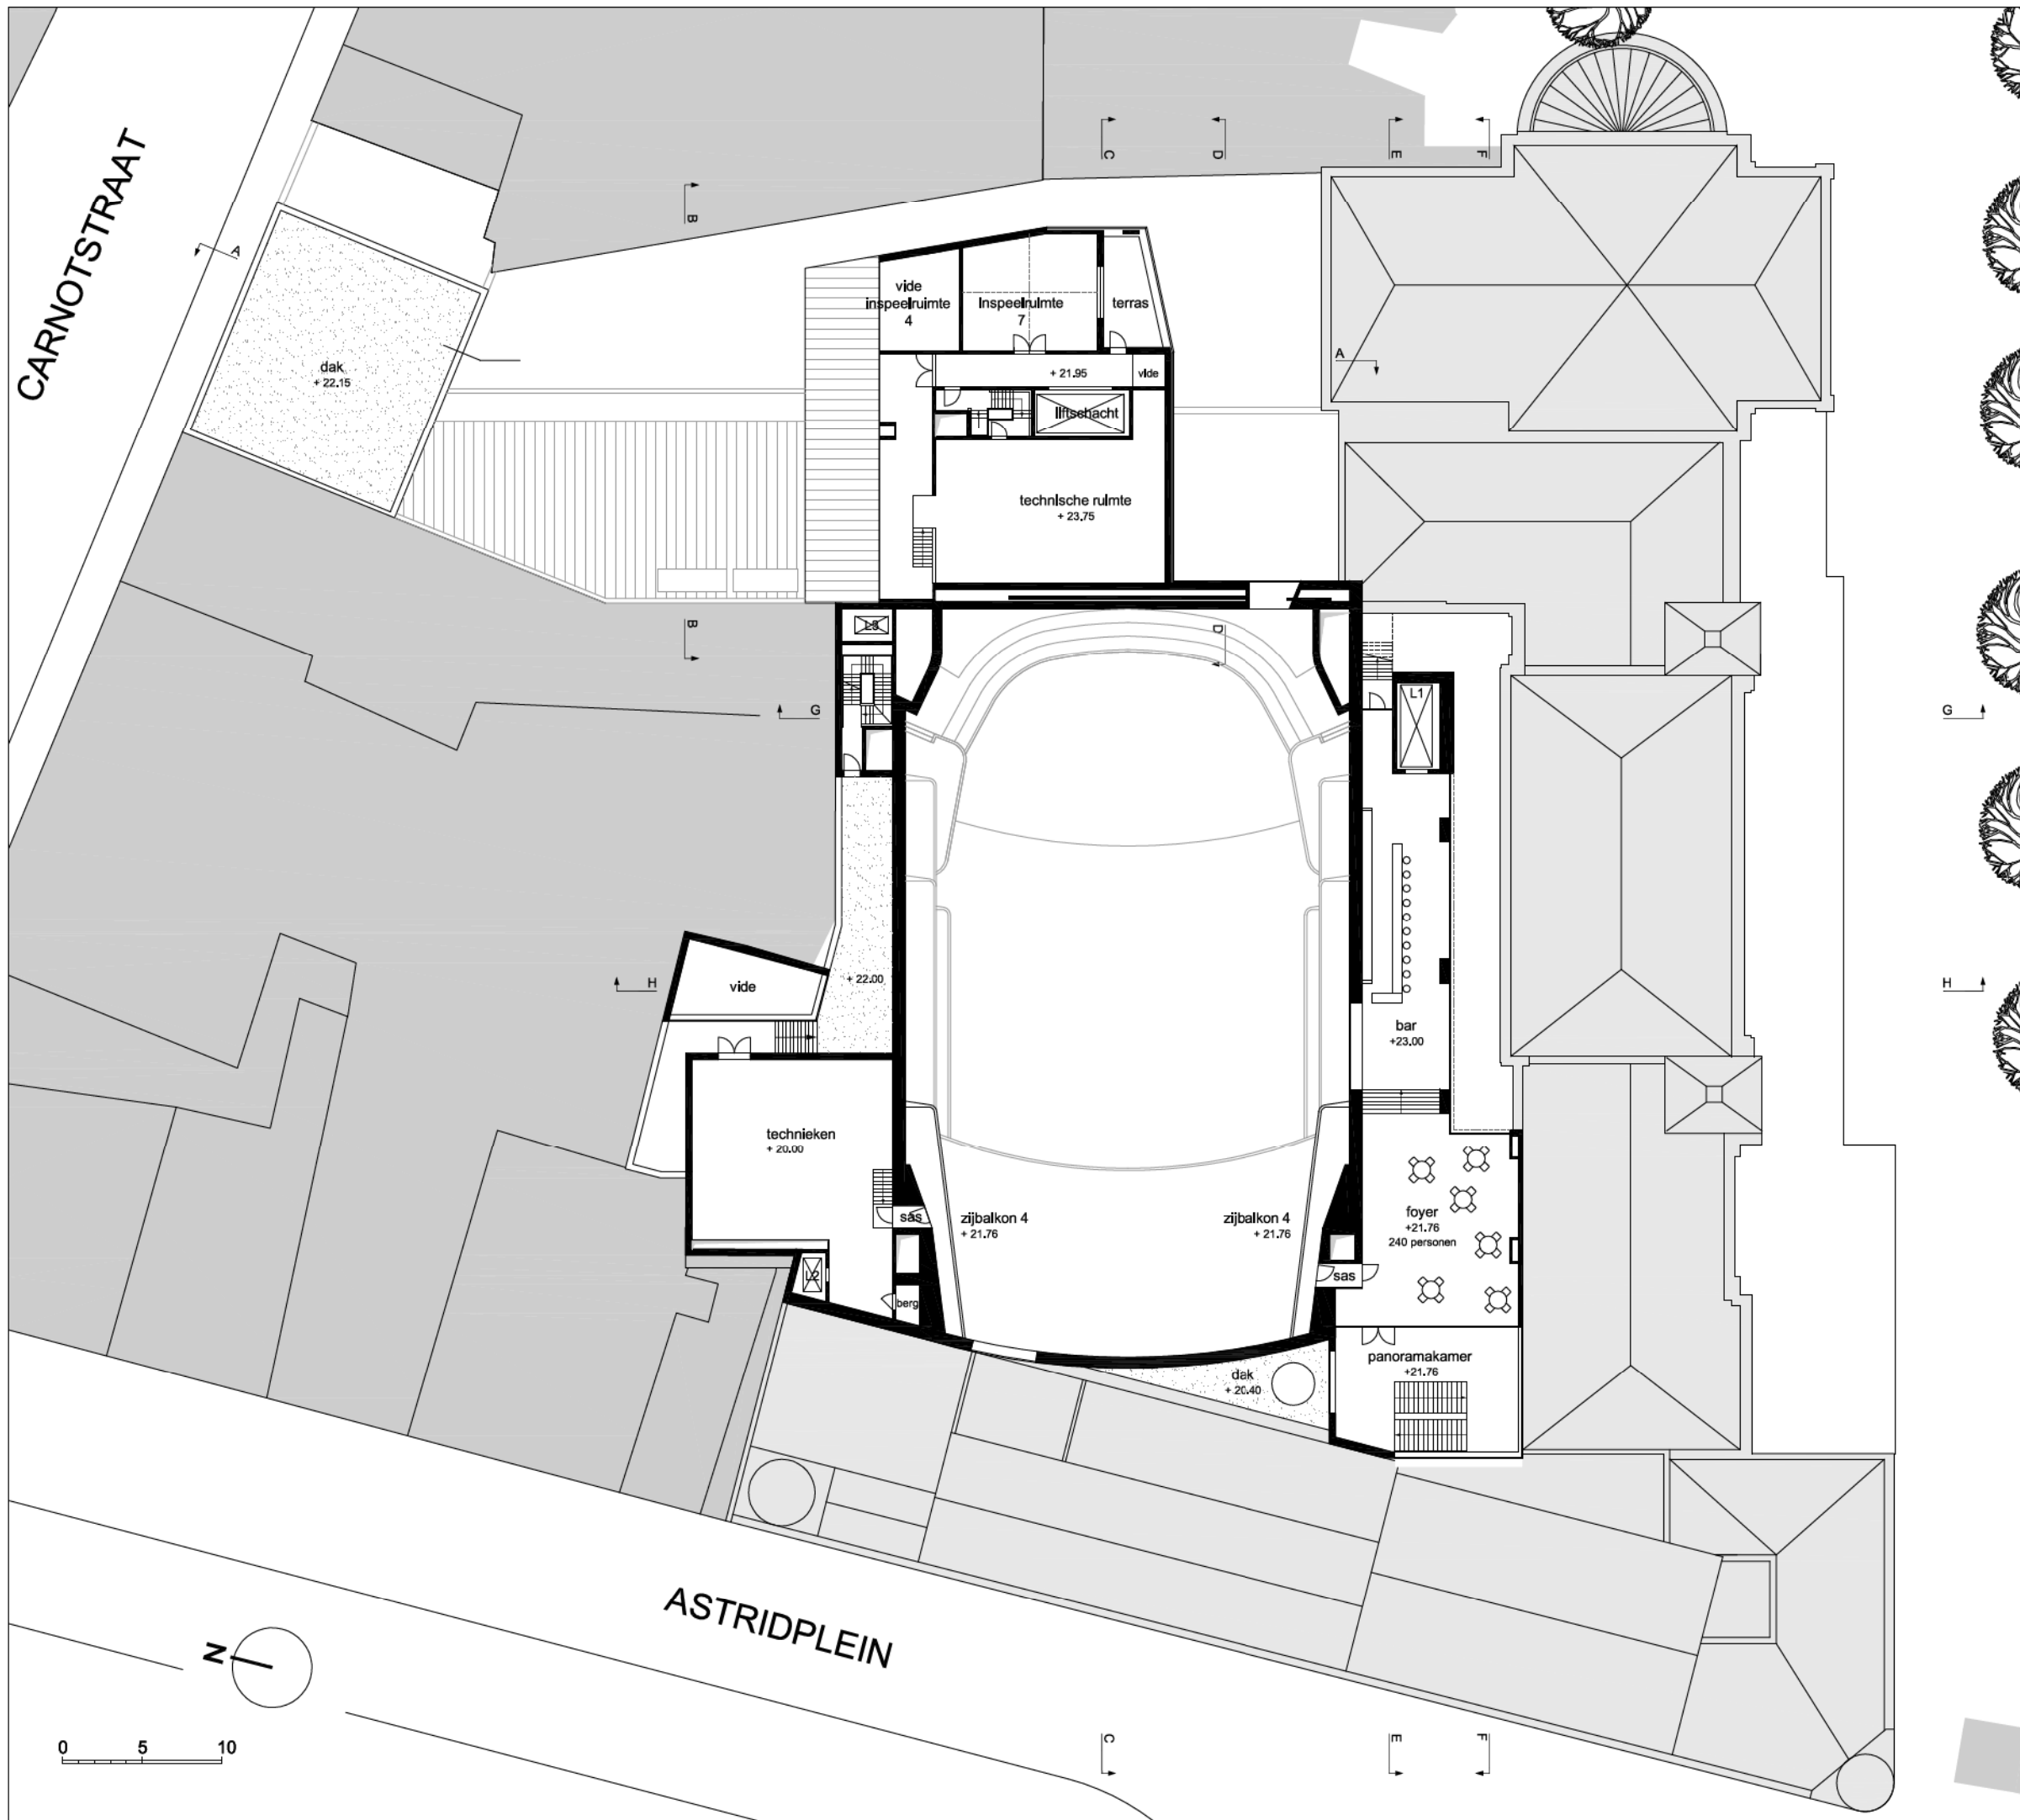 CARNOTSTRAAT
C
D
E
F
B
A
vide
inspeelruimte
4
Inspeelruimte
7
terras
A
dak
+ 22.15
+ 21.95
vide
liftschacht
technische ruimte
+ 23.75
L3
B
D
L1
G
G
H
vide
+ 22.00
H
bar
+23.00
technieken
+ 20.00
sas
zijbalkon 4
+ 21.76
zijbalkon 4
+ 21.76
foyer
+21.76
240 personen
sas
L2
berg
panoramakamer
+21.76
dak
+ 20.40
ASTRIDPLEIN
N
0 5 10
C
E
F